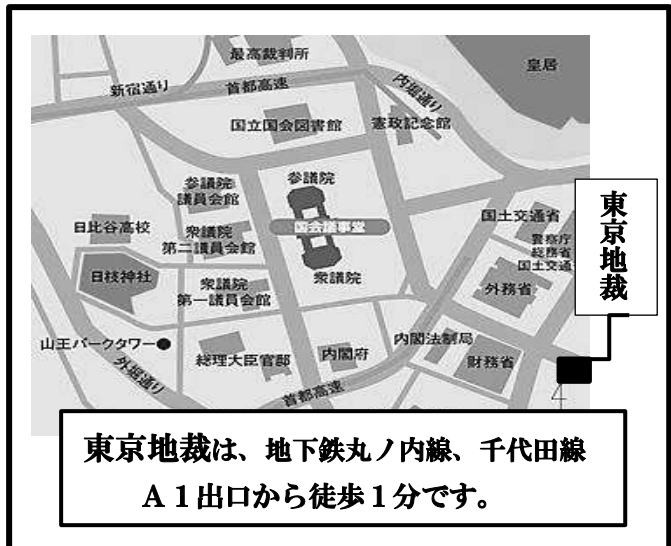 最高裁判所
皇居
新宿通り
首都高速
内堀通り
国立国会図書館
憲政記念館
参議院
議員会館
参議院
日比谷高校
国会議事堂
国土交通省
衆議院
第二議員会館
警察庁
総務省
国土交通
東京地裁
日枝神社
衆議院
第一議員会館
衆議院
外務省
山王パークタワー●
総理大臣官邸
内閣府
内閣法制局
財務省
外堀通り
首都高速
4
東京地裁は、地下鉄丸ノ内線、千代田線
A1出口から徒歩1分です。